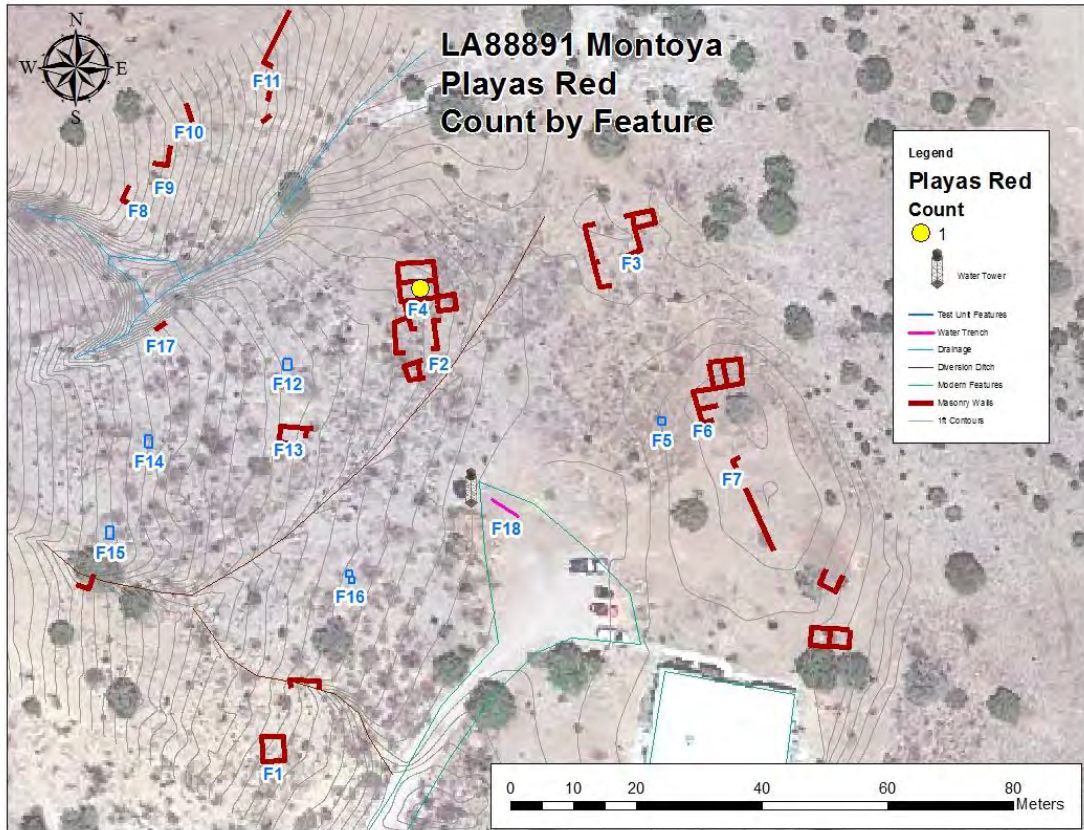 LA88891 Montoya
Playas Red
Count by Feature
N
W
E
S
F11
F10
F9
F8
F17
F3
F4
F2
F12
F13
F14
F15
F16
F5
F6
F7
F18
F1
Legend
Playas Red
Count
1
Water Tower
Test Unit Features
Water Trench
Drainage
Diversion Ditch
Modern Features
Masonry Walls
1ft Contours
0 10 20 40 60 80
Meters